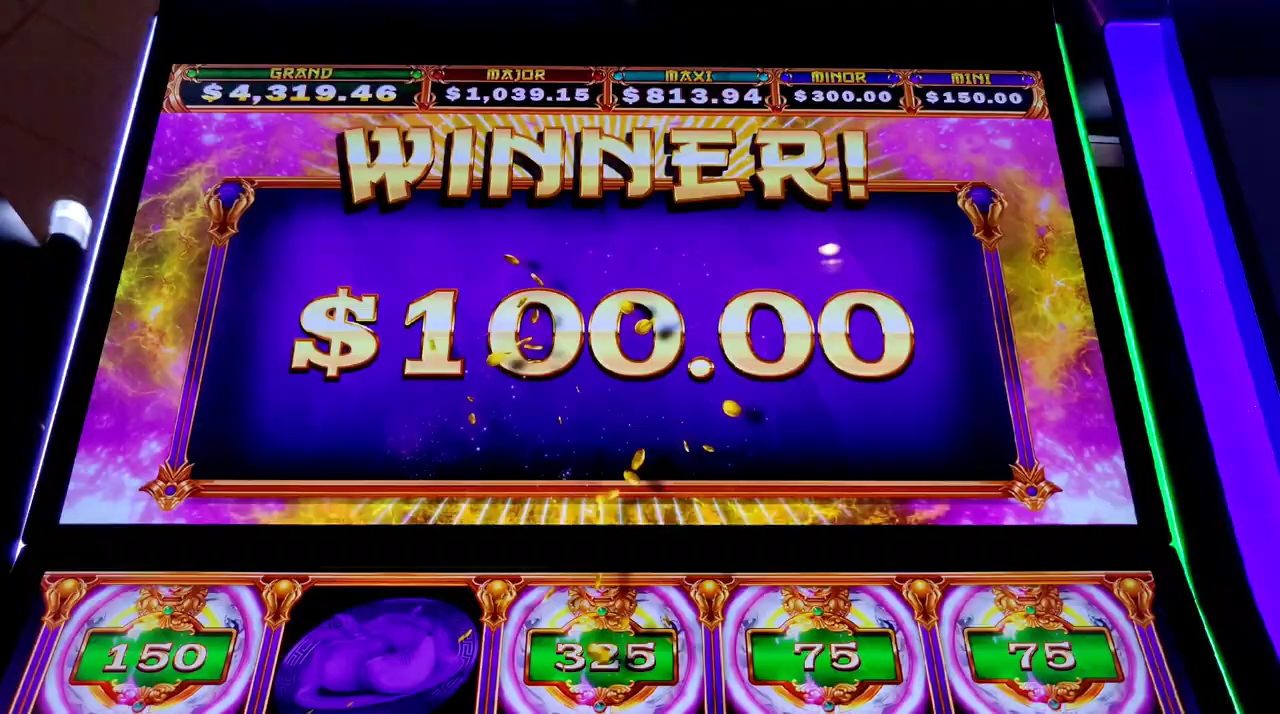 GRAND MAJOR MAXI MINOR MINI
$4,319.46 $1,039.15 $813.94 $300.00 $150.00
WINNER!
$100.00
150 325 75 75